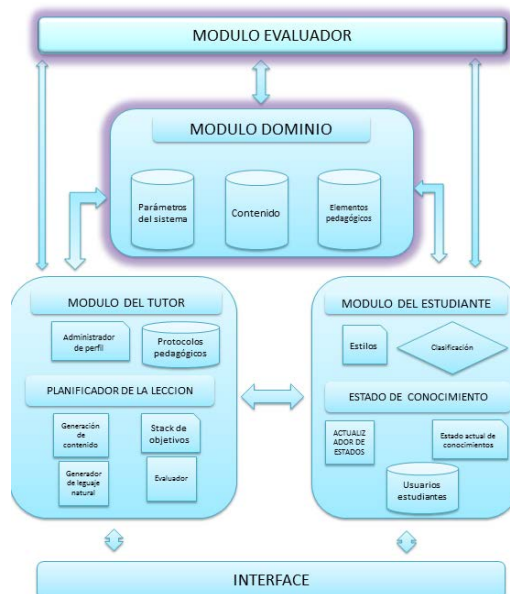 MODULO EVALUADOR
MODULO DOMINIO
Parámetros
del sistema
Contenido
Elementos
pedagógicos
MODULO DEL TUTOR
Administrador
de perfil
Protocolos
pedagógicos
PLANIFICADOR DE LA LECCION
Generación
de
contenido
Stack de
objetivos
Generador
de leguaje
natural
Evaluador
MODULO DEL ESTUDIANTE
Estilos
Clasificación
ESTADO DE CONOCIMIENTO
ACTUALIZ
ADOR DE
ESTADOS
Estado actual de
conocimientos
Usuarios
estudiantes
INTERFACE